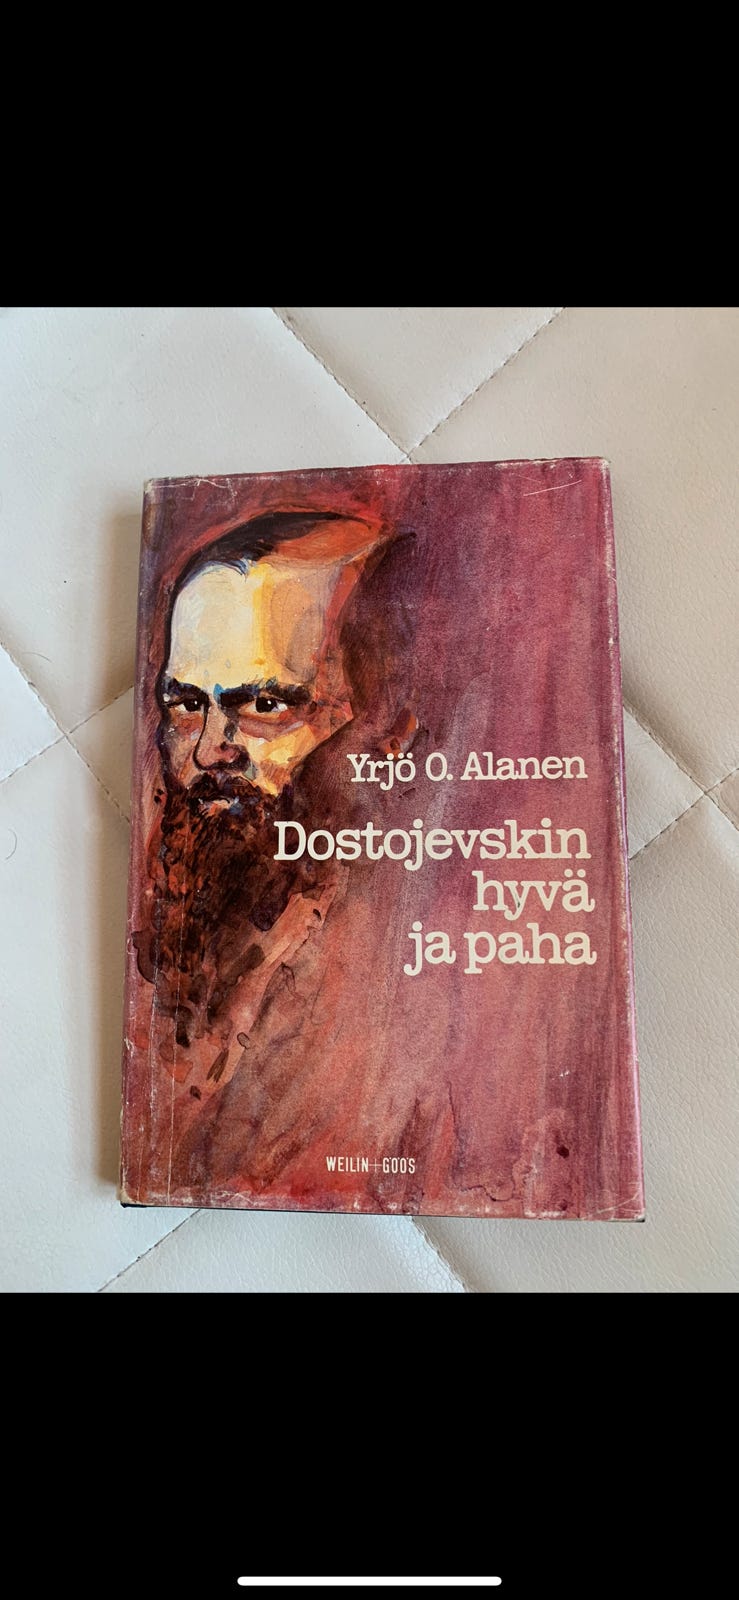 Yrjö O. Alanen
Dostojevskin
hyvä
ja paha
WEILIN+GÖÖS